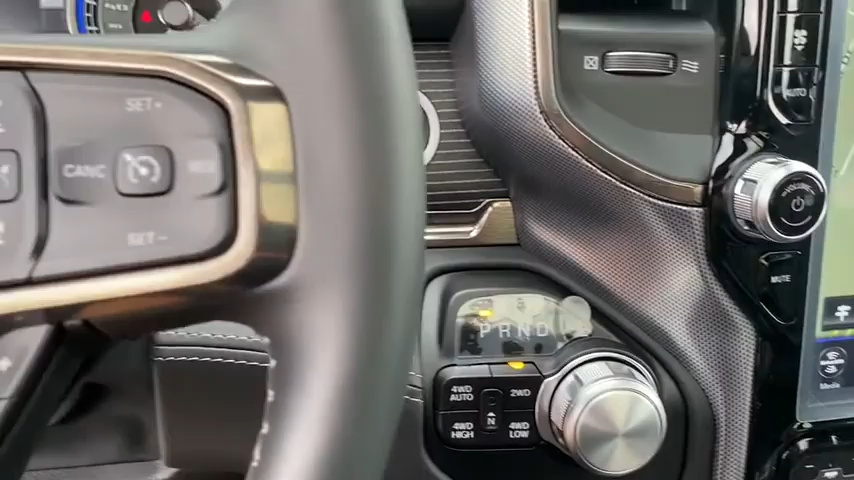 SET +
CANC
SET -
AUTO
VOLUME
MUTE
PRND
4WD AUTO
2WD
N
4WD HIGH
4WD LOW
Media